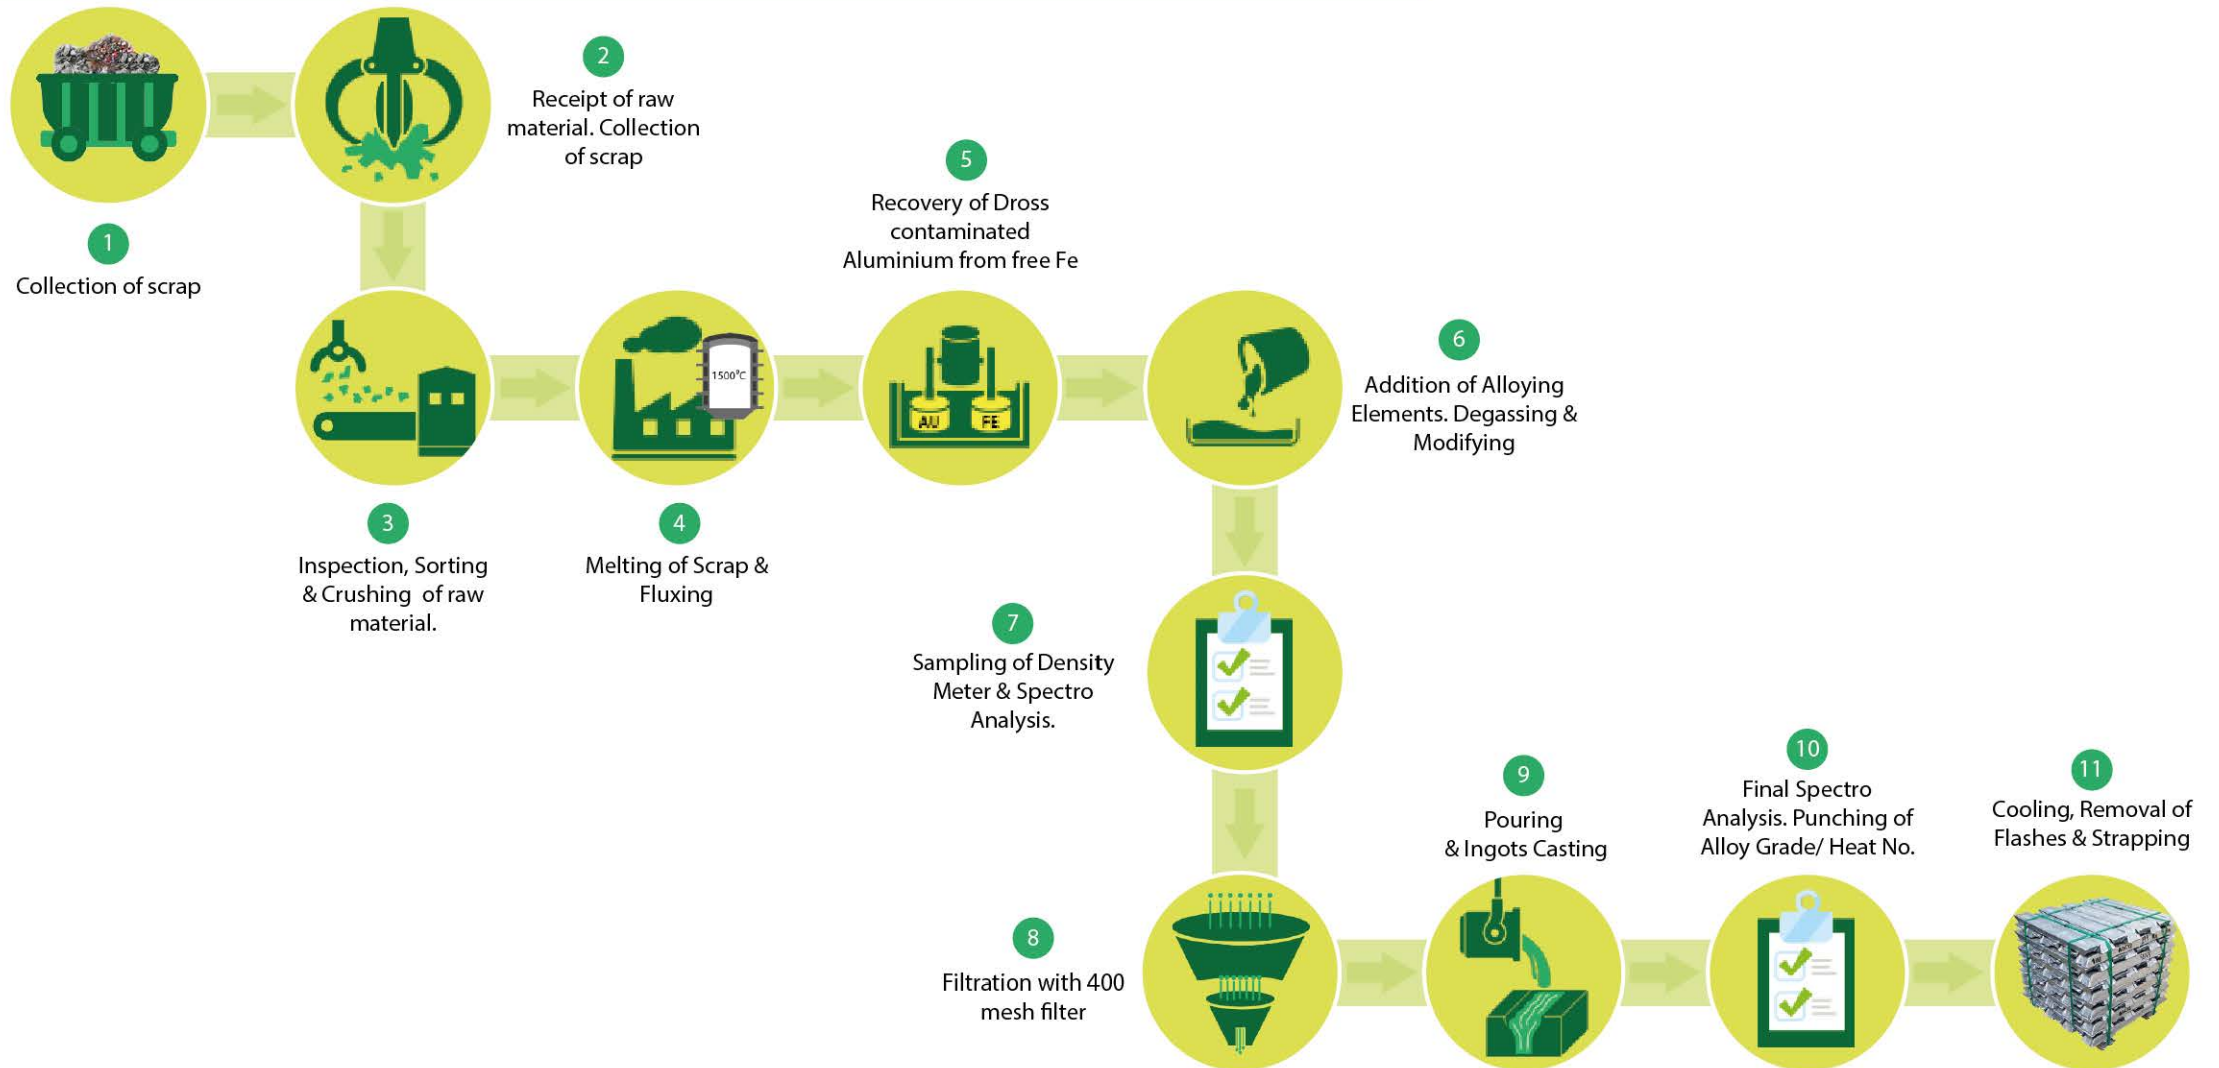 1
Collection of scrap
2
Receipt of raw
material. Collection
of scrap
3
Inspection, Sorting
& Crushing of raw
material.
1500°C
4
Melting of Scrap &
Fluxing
5
Recovery of Dross
contaminated
Aluminium from free Fe
AU
FE
6
Addition of Alloying
Elements. Degassing &
Modifying
7
Sampling of Density
Meter & Spectro
Analysis.
8
Filtration with 400
mesh filter
9
Pouring
& Ingots Casting
10
Final Spectro
Analysis. Punching of
Alloy Grade/ Heat No.
11
Cooling, Removal of
Flashes & Strapping